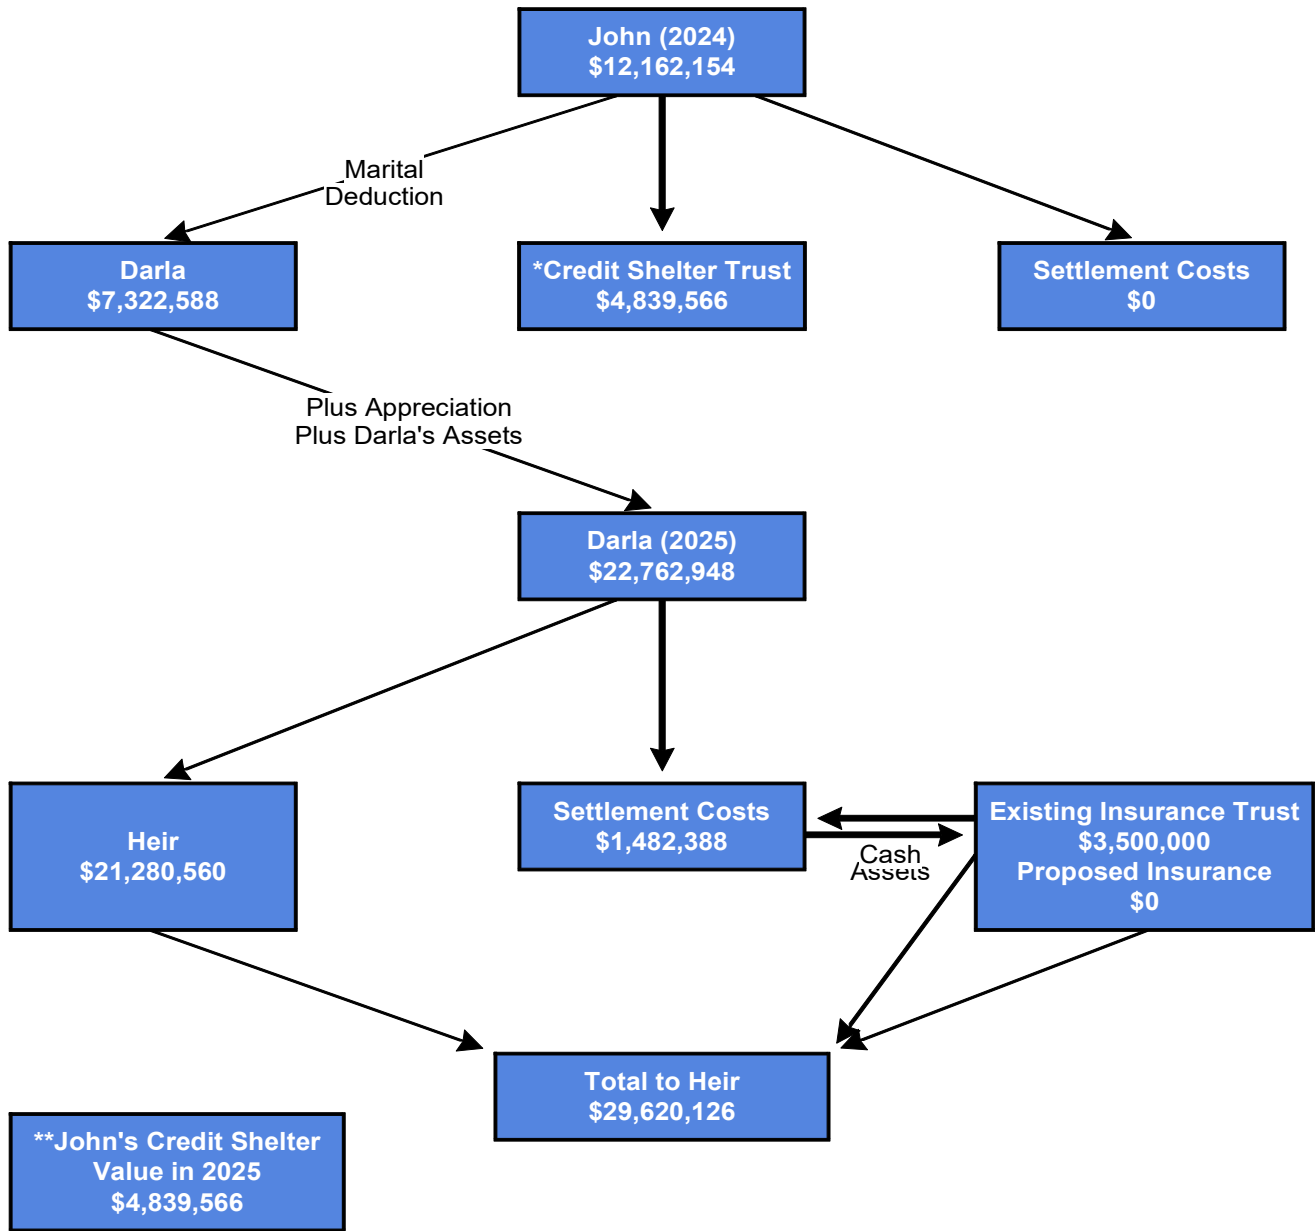 John (2024)
$12,162,154
Marital
Deduction
Darla
$7,322,588
*Credit Shelter Trust
$4,839,566
Settlement Costs
$0
Plus Appreciation
Plus Darla's Assets
Darla (2025)
$22,762,948
Heir
$21,280,560
Settlement Costs
$1,482,388
Cash
Assets
Existing Insurance Trust
$3,500,000
Proposed Insurance
$0
Total to Heir
$29,620,126
**John's Credit Shelter
Value in 2025
$4,839,566